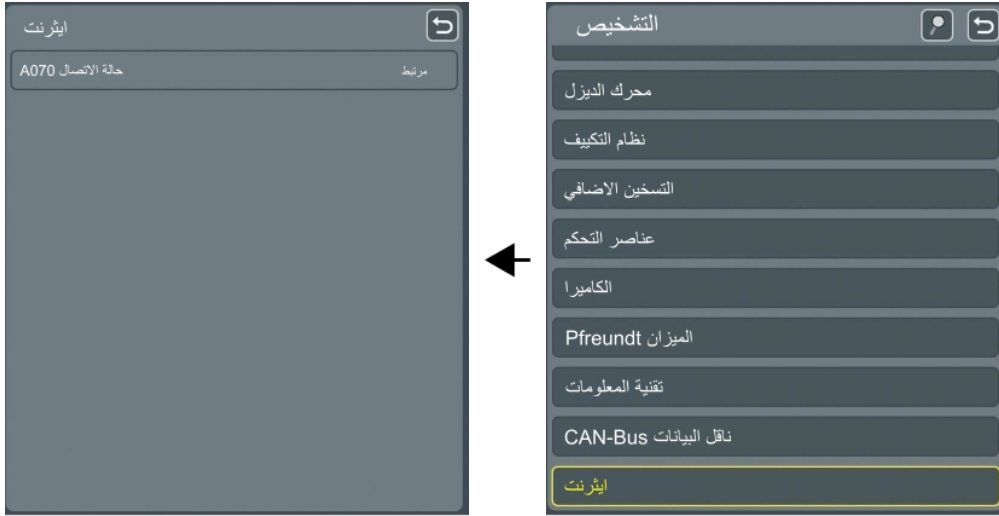 التشخيص
محرك الديزل
نظام التكييف
التسخين الاضافي
عناصر التحكم
الكاميرا
الميزان Pfreundt
تقنية المعلومات
ناقل البيانات CAN-Bus
ايثرنت
ايثرنت
حالة الاتصال A070 مرتبط